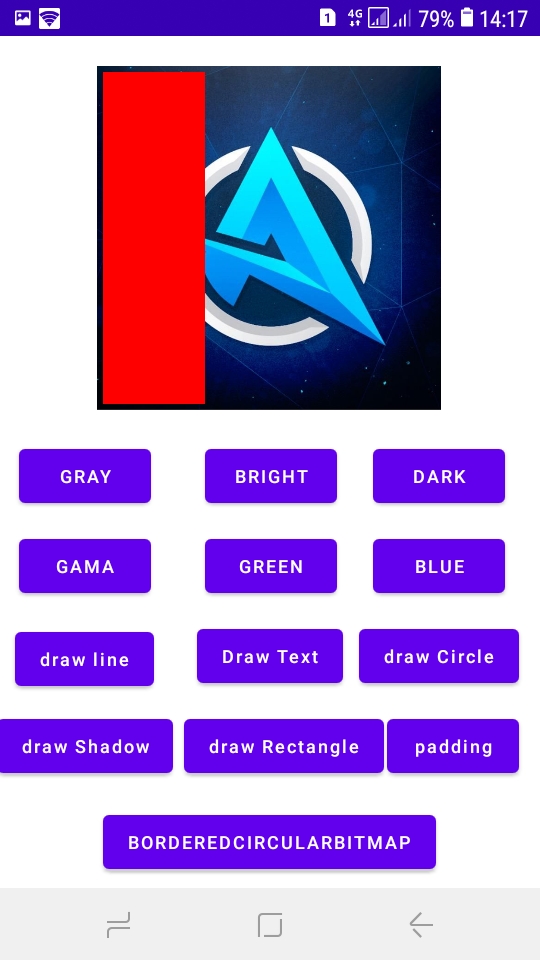 1 4G 79% 14:17
GRAY BRIGHT DARK
GAMA GREEN BLUE
draw line Draw Text draw Circle
draw Shadow draw Rectangle padding
BORDEREDCIRCULARBITMAP